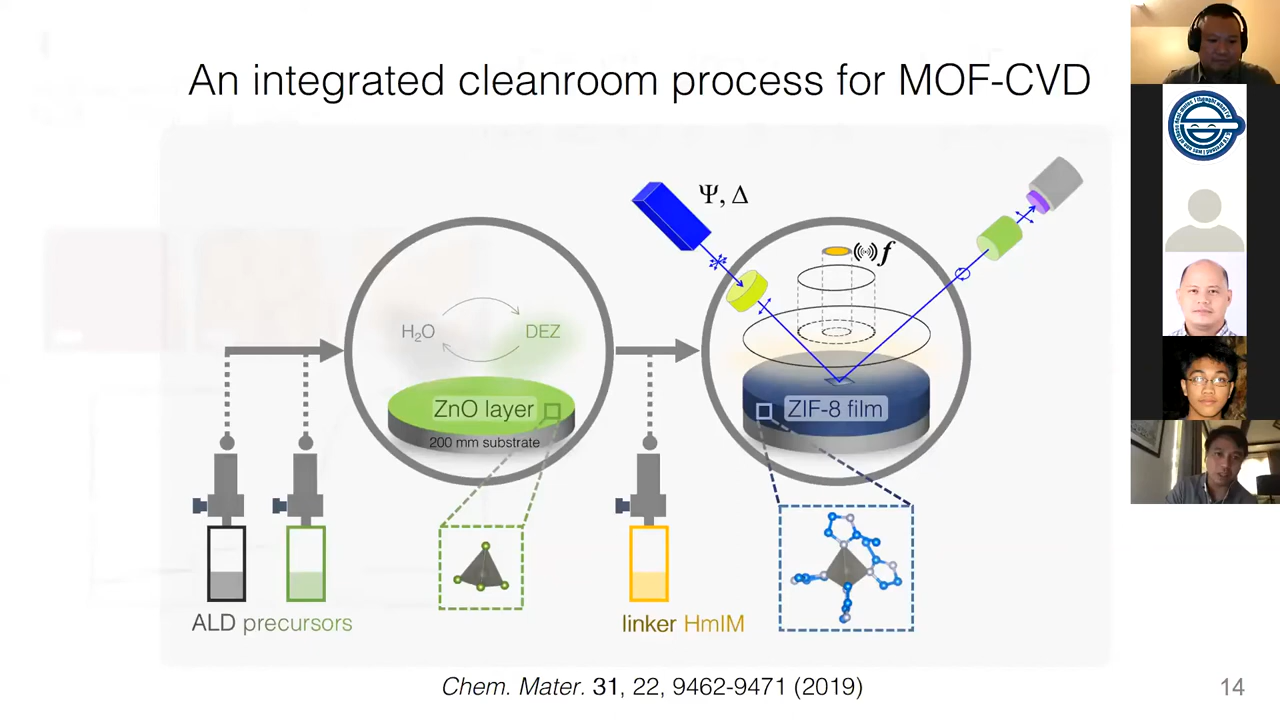 An integrated cleanroom process for MOF-CVD
Ψ, Δ
f
H₂O
DEZ
ZnO layer
200 mm substrate
ZIF-8 film
ALD precursors
linker HmIM
Chem. Mater. 31, 22, 9462-9471 (2019)
14